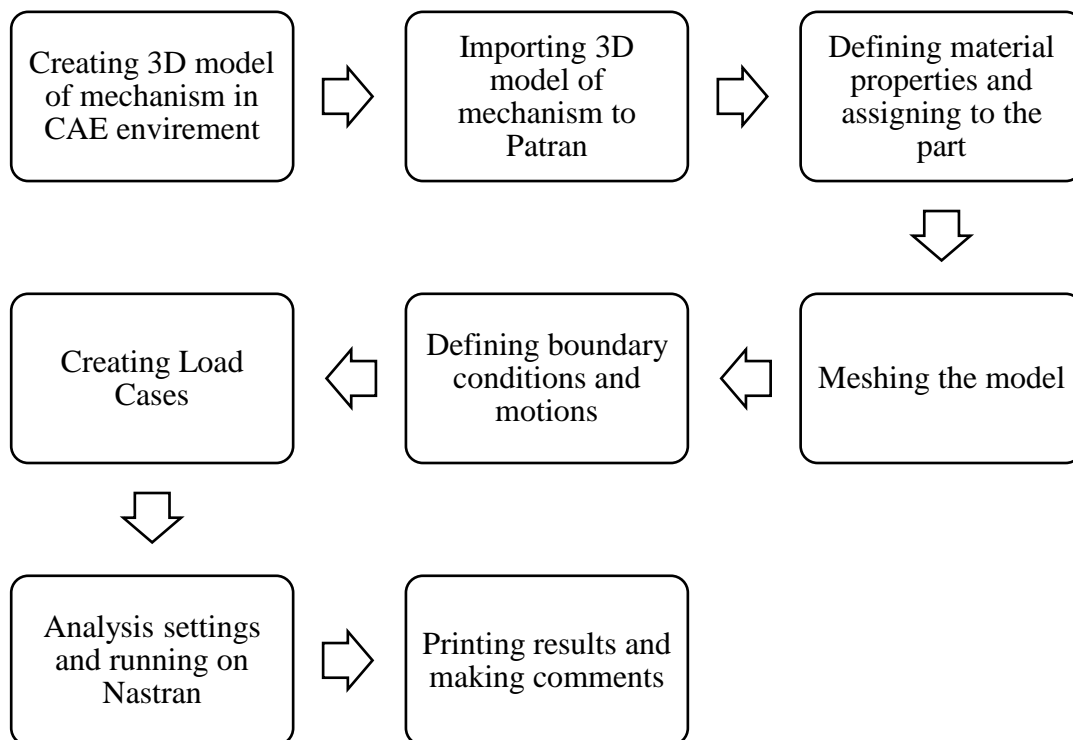 Creating 3D model
of mechanism in
CAE envirement
Importing 3D
model of
mechanism to
Patran
Defining material
properties and
assigning to the
part
Meshing the model
Defining boundary
conditions and
motions
Creating Load
Cases
Analysis settings
and running on
Nastran
Printing results and
making comments